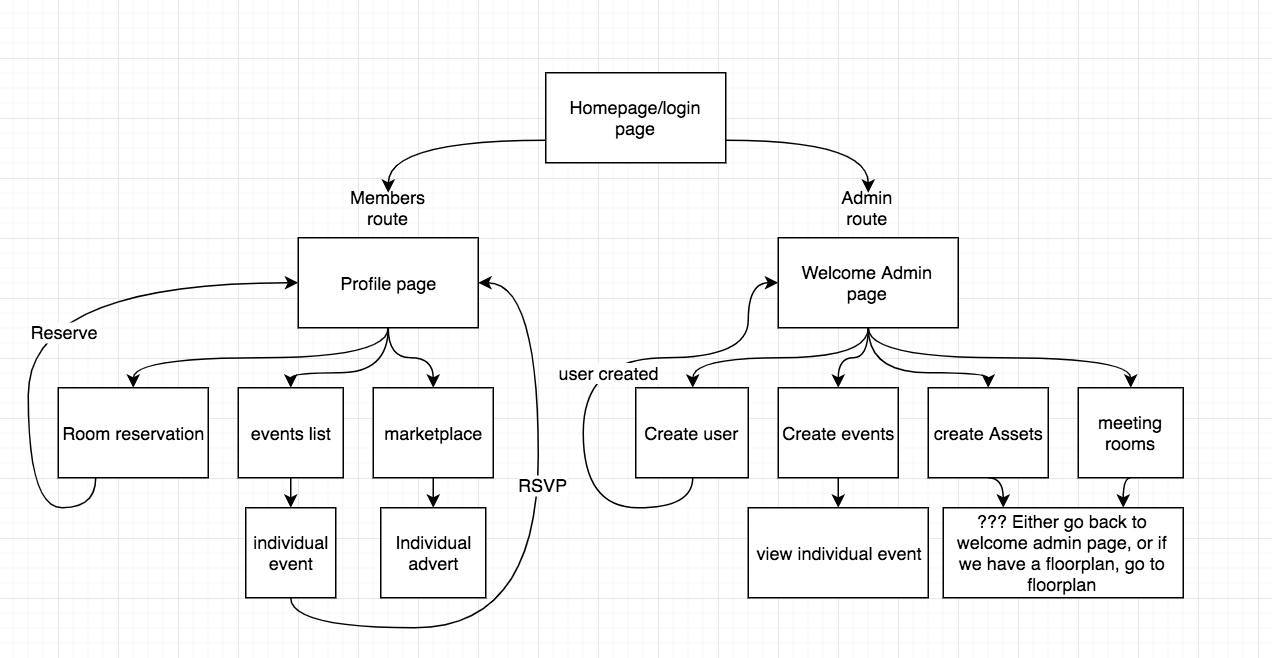 Homepage/login
page
Members
route
Admin
route
Profile page
Welcome Admin
page
Reserve
user created
Room reservation
events list
marketplace
Create user
Create events
create Assets
meeting
rooms
RSVP
individual
event
Individual
advert
view individual event
??? Either go back to
welcome admin page, or if
we have a floorplan, go to
floorplan